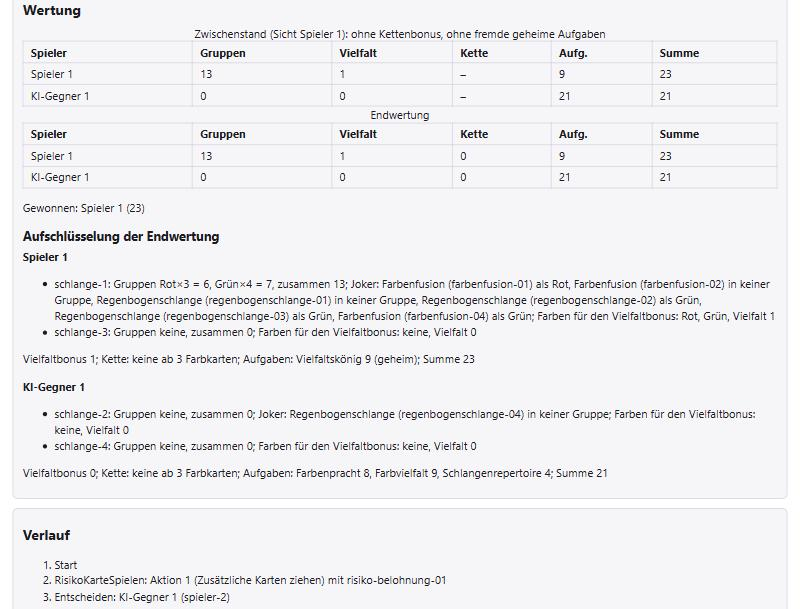 Wertung
Zwischenstand (Sicht Spieler 1): ohne Kettenbonus, ohne fremde geheime Aufgaben
Spieler Gruppen Vielfalt Kette Aufg. Summe
Spieler 1 13 1 – 9 23
KI-Gegner 1 0 0 – 21 21
Endwertung
Spieler Gruppen Vielfalt Kette Aufg. Summe
Spieler 1 13 1 0 9 23
KI-Gegner 1 0 0 0 21 21
Gewonnen: Spieler 1 (23)
Aufschlüsselung der Endwertung
Spieler 1
• schlange-1: Gruppen Rot×3 = 6, Grün×4 = 7, zusammen 13; Joker: Farbenfusion (farbenfusion-01) als Rot, Farbenfusion (farbenfusion-02) in keiner
Gruppe, Regenbogenschlange (regenbogenschlange-01) in keiner Gruppe, Regenbogenschlange (regenbogenschlange-02) als Grün,
Regenbogenschlange (regenbogenschlange-03) als Grün, Farbenfusion (farbenfusion-04) als Grün; Farben für den Vielfaltbonus: Rot, Grün, Vielfalt 1
• schlange-3: Gruppen keine, zusammen 0; Farben für den Vielfaltbonus: keine, Vielfalt 0
Vielfaltbonus 1; Kette: keine ab 3 Farbkarten; Aufgaben: Vielfaltskönig 9 (geheim); Summe 23
KI-Gegner 1
• schlange-2: Gruppen keine, zusammen 0; Joker: Regenbogenschlange (regenbogenschlange-04) in keiner Gruppe; Farben für den Vielfaltbonus:
keine, Vielfalt 0
• schlange-4: Gruppen keine, zusammen 0; Farben für den Vielfaltbonus: keine, Vielfalt 0
Vielfaltbonus 0; Kette: keine ab 3 Farbkarten; Aufgaben: Farbenpracht 8, Farbvielfalt 9, Schlangenrepertoire 4; Summe 21
Verlauf
1. Start
2. RisikoKarteSpielen: Aktion 1 (Zusätzliche Karten ziehen) mit risiko-belohnung-01
3. Entscheiden: KI-Gegner 1 (spieler-2)